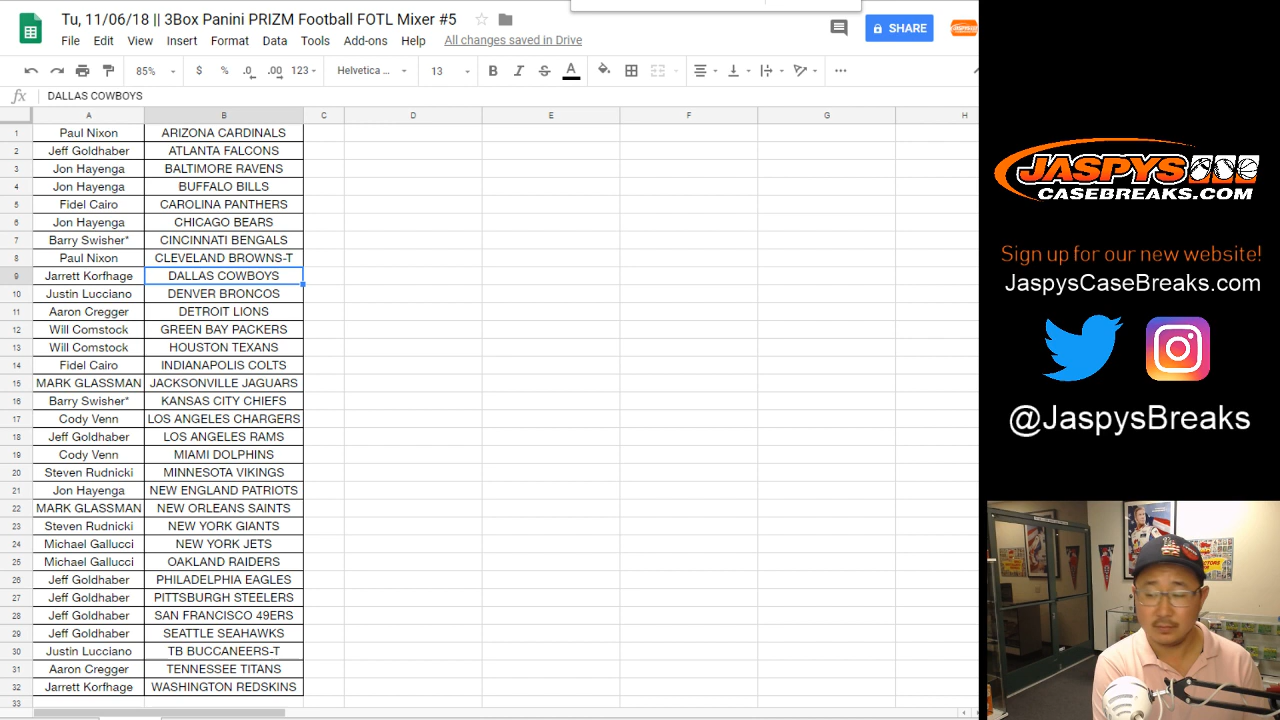 Tu, 11/06/18 || 3Box Panini PRIZM Football FOTL Mixer #5
File Edit View Insert Format Data Tools Add-ons Help All changes saved in Drive
SHARE
85% $ % .0 .00 123 Helvetica ... 13 B I S A
fx DALLAS COWBOYS
A B C D E F G H
1 Paul Nixon ARIZONA CARDINALS
2 Jeff Goldhaber ATLANTA FALCONS
3 Jon Hayenga BALTIMORE RAVENS
4 Jon Hayenga BUFFALO BILLS
5 Fidel Cairo CAROLINA PANTHERS
6 Jon Hayenga CHICAGO BEARS
7 Barry Swisher* CINCINNATI BENGALS
8 Paul Nixon CLEVELAND BROWNS-T
9 Jarrett Korfhage DALLAS COWBOYS
10 Justin Lucciano DENVER BRONCOS
11 Aaron Cregger DETROIT LIONS
12 Will Comstock GREEN BAY PACKERS
13 Will Comstock HOUSTON TEXANS
14 Fidel Cairo INDIANAPOLIS COLTS
15 MARK GLASSMAN JACKSONVILLE JAGUARS
16 Barry Swisher* KANSAS CITY CHIEFS
17 Cody Venn LOS ANGELES CHARGERS
18 Jeff Goldhaber LOS ANGELES RAMS
19 Cody Venn MIAMI DOLPHINS
20 Steven Rudnicki MINNESOTA VIKINGS
21 Jon Hayenga NEW ENGLAND PATRIOTS
22 MARK GLASSMAN NEW ORLEANS SAINTS
23 Steven Rudnicki NEW YORK GIANTS
24 Michael Gallucci NEW YORK JETS
25 Michael Gallucci OAKLAND RAIDERS
26 Jeff Goldhaber PHILADELPHIA EAGLES
27 Jeff Goldhaber PITTSBURGH STEELERS
28 Jeff Goldhaber SAN FRANCISCO 49ERS
29 Jeff Goldhaber SEATTLE SEAHAWKS
30 Justin Lucciano TB BUCCANEERS-T
31 Aaron Cregger TENNESSEE TITANS
32 Jarrett Korfhage WASHINGTON REDSKINS
33
JASPYS
CASEBREAKS.COM
Sign up for our new website!
JaspysCaseBreaks.com
@JaspysBreaks